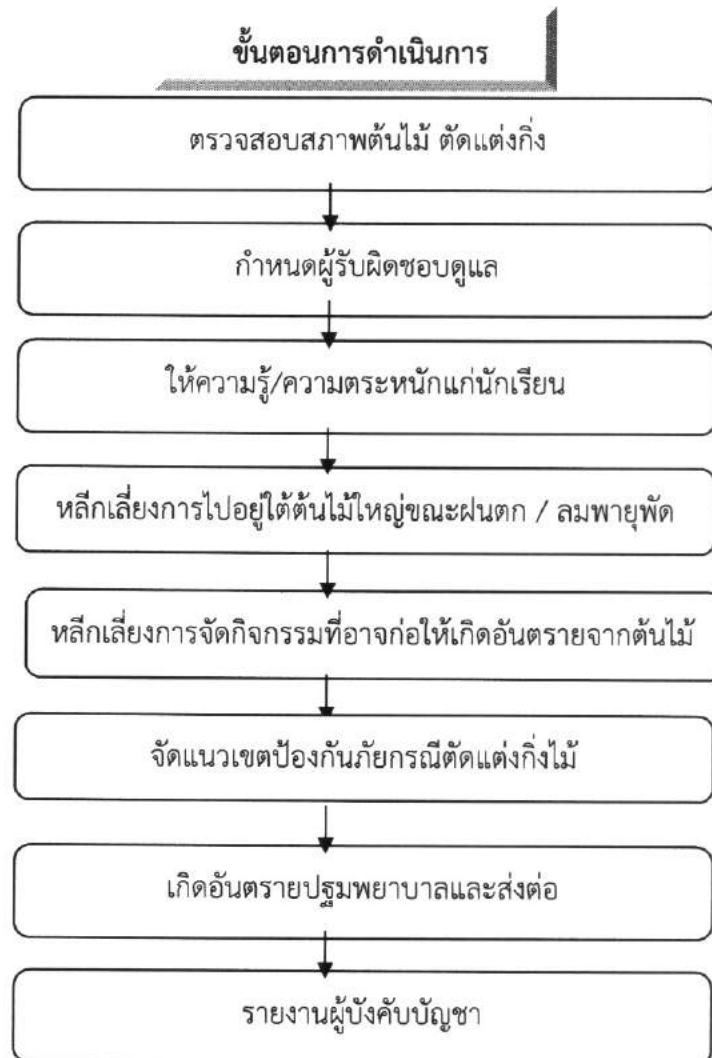 ขั้นตอนการดำเนินการ
ตรวจสอบสภาพต้นไม้ ตัดแต่งกิ่ง
กำหนดผู้รับผิดชอบดูแล
ให้ความรู้/ความตระหนักแก่นักเรียน
หลีกเลี่ยงการไปอยู่ใต้ต้นไม้ใหญ่ขณะฝนตก / ลมพายุพัด
หลีกเลี่ยงการจัดกิจกรรมที่อาจก่อให้เกิดอันตรายจากต้นไม้
จัดแนวเขตป้องกันภัยกรณีตัดแต่งกิ่งไม้
เกิดอันตรายปฐมพยาบาลและส่งต่อ
รายงานผู้บังคับบัญชา